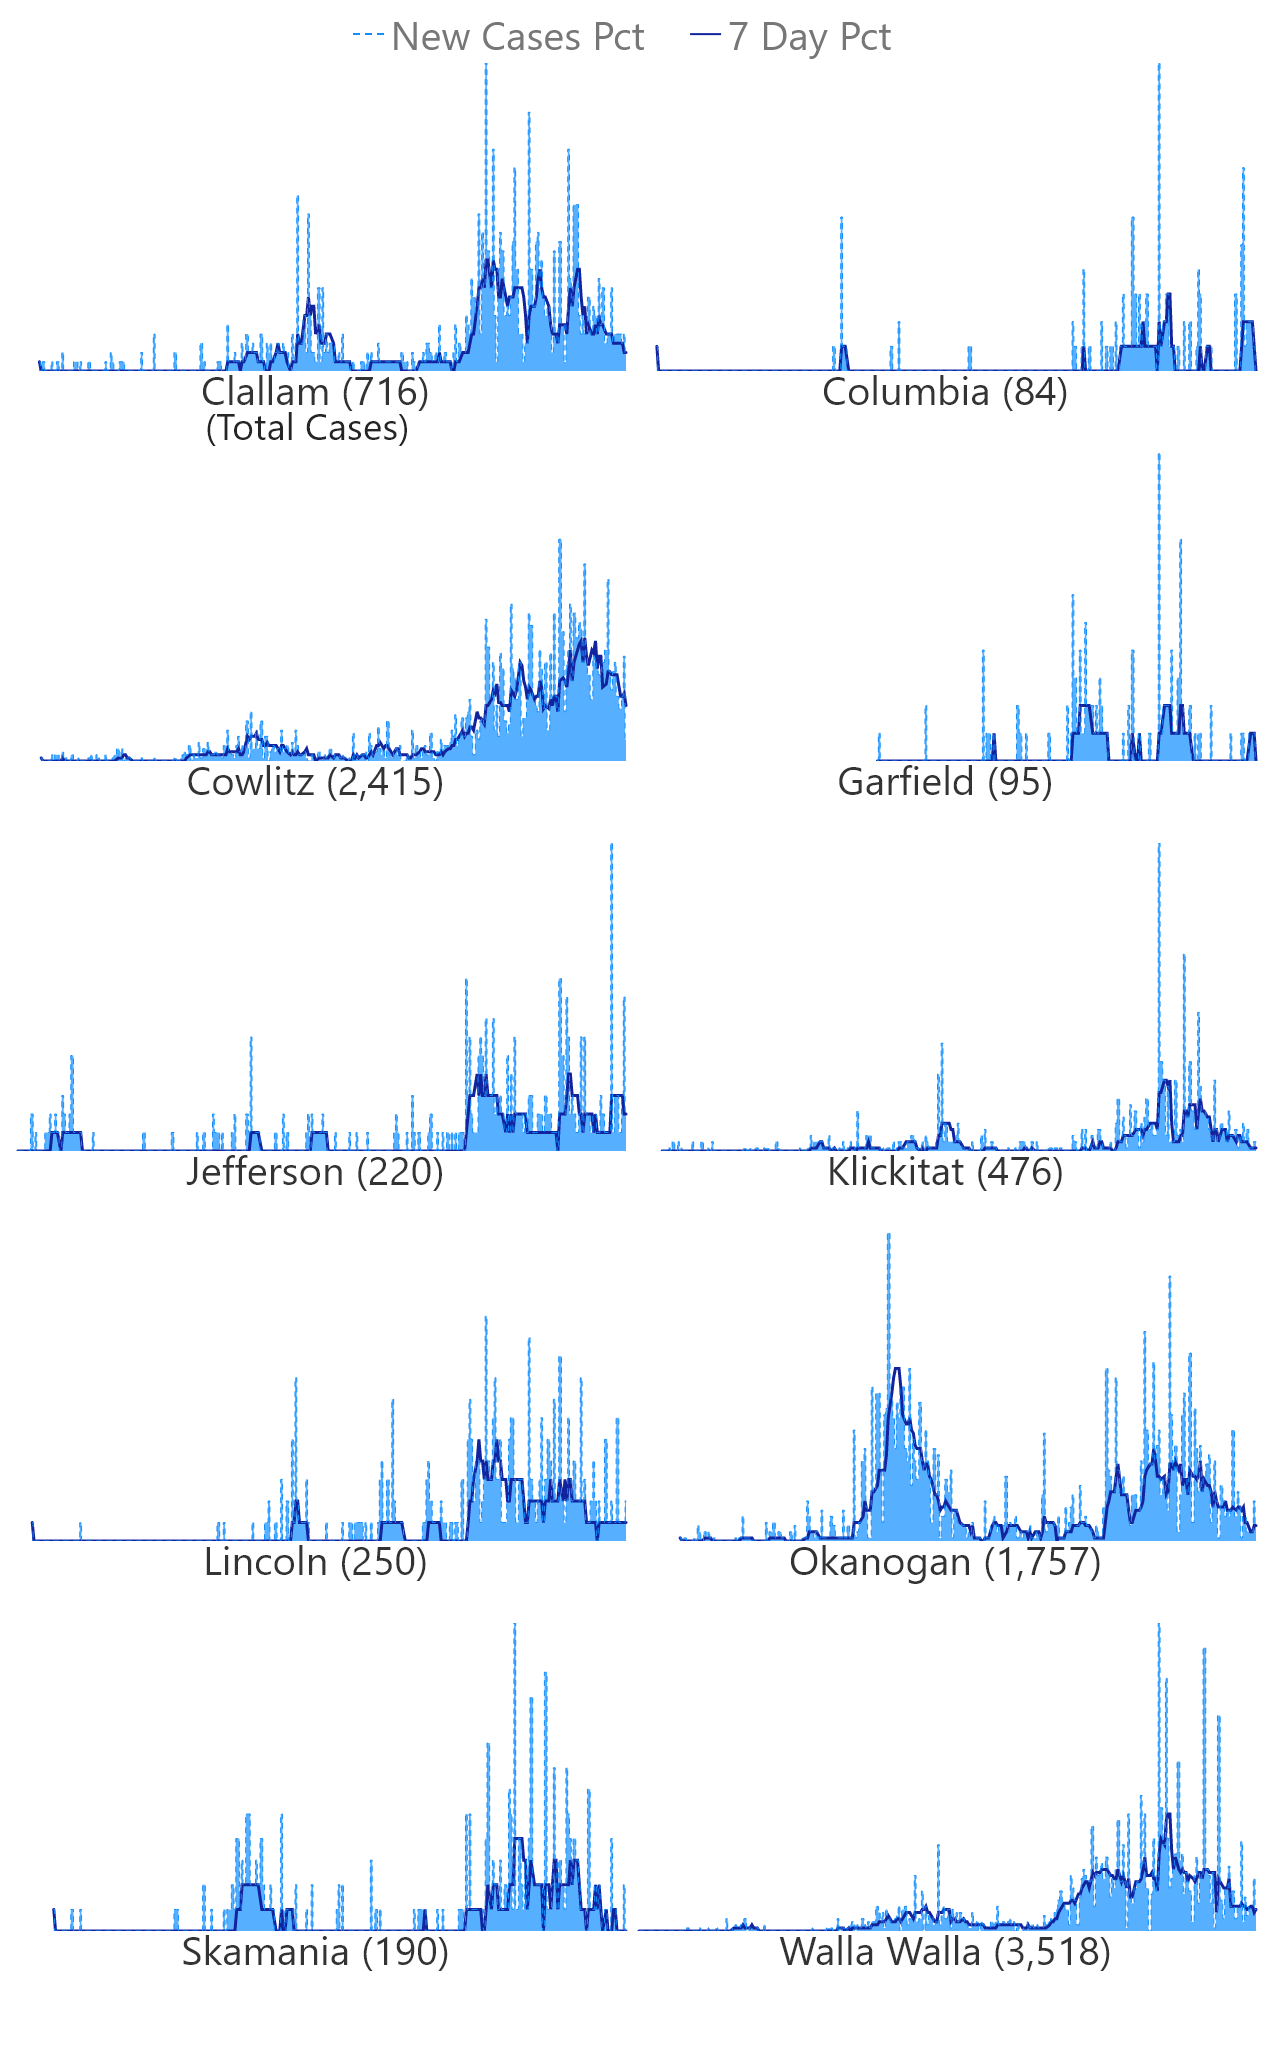 New Cases Pct 7 Day Pct
Clallam (716) Columbia (84)
(Total Cases)
Cowlitz (2,415) Garfield (95)
Jefferson (220) Klickitat (476)
Lincoln (250) Okanogan (1,757)
Skamania (190) Walla Walla (3,518)